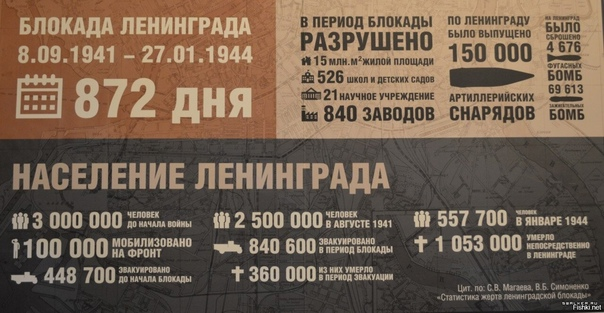 БЛОКАДА ЛЕНИНГРАДА
8.09.1941 – 27.01.1944
872 ДНЯ
В ПЕРИОД БЛОКАДЫ
РАЗРУШЕНО
15 МЛН.М² ЖИЛОЙ ПЛОЩАДИ
526 ШКОЛ И ДЕТСКИХ САДОВ
21 НАУЧНОЕ УЧРЕЖДЕНИЕ
840 ЗАВОДОВ
ПО ЛЕНИНГРАДУ
БЫЛО ВЫПУЩЕНО
150 000
АРТИЛЛЕРИЙСКИХ
СНАРЯДОВ
НА ЛЕНИНГРАД
БЫЛО
СБРОШЕНО
4 676
ФУГАСНЫХ
БОМБ
69 613
ЗАЖИГАТЕЛЬНЫХ
БОМБ
НАСЕЛЕНИЕ ЛЕНИНГРАДА
3 000 000 ЧЕЛОВЕК
ДО НАЧАЛА ВОЙНЫ
100 000 МОБИЛИЗОВАНО
НА ФРОНТ
448 700 ЭВАКУИРОВАНО
ДО НАЧАЛА БЛОКАДЫ
2 500 000 ЧЕЛОВЕК
В АВГУСТЕ 1941
840 600 ЭВАКУИРОВАНО
В ПЕРИОД БЛОКАДЫ
360 000 ИЗ НИХ УМЕРЛО
В ПЕРИОД ЭВАКУАЦИИ
557 700 ЧЕЛОВЕК
В ЯНВАРЕ 1944
1 053 000 УМЕРЛО
НЕПОСРЕДСТВЕННО
В ЛЕНИНГРАДЕ
Цит. по: С.В. Магаева, В.Б. Симоненко
«Статистика жертв ленинградской блокады»
Fishki.net